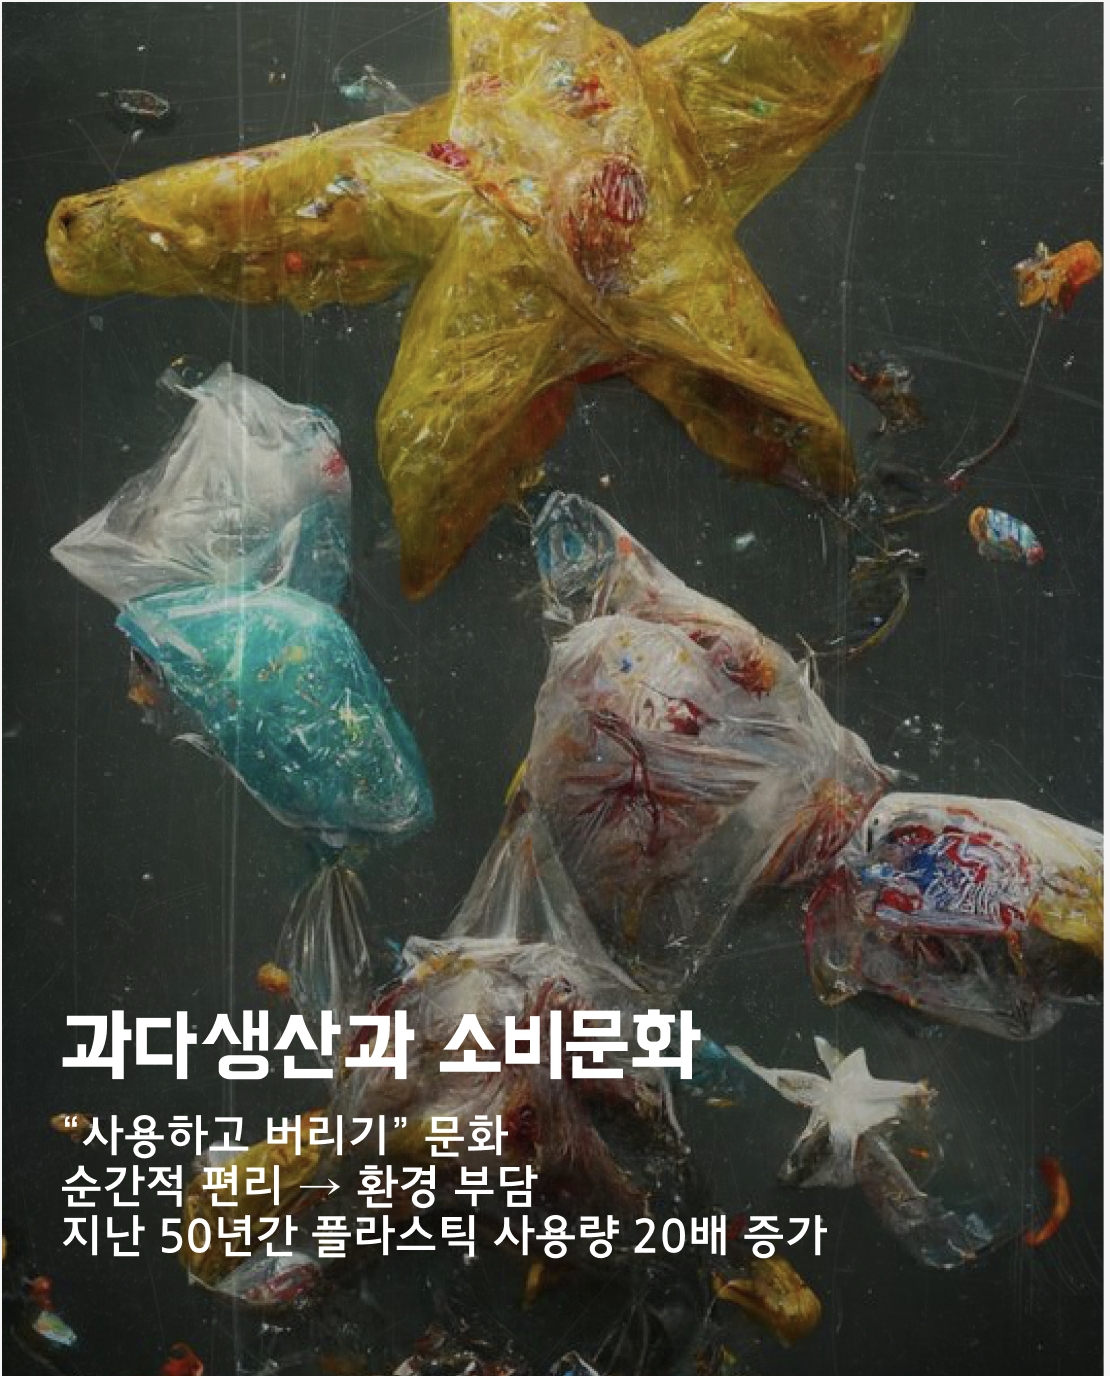 과다생산과 소비문화
“사용하고 버리기” 문화
순간적 편리 → 환경 부담
지난 50년간 플라스틱 사용량 20배 증가